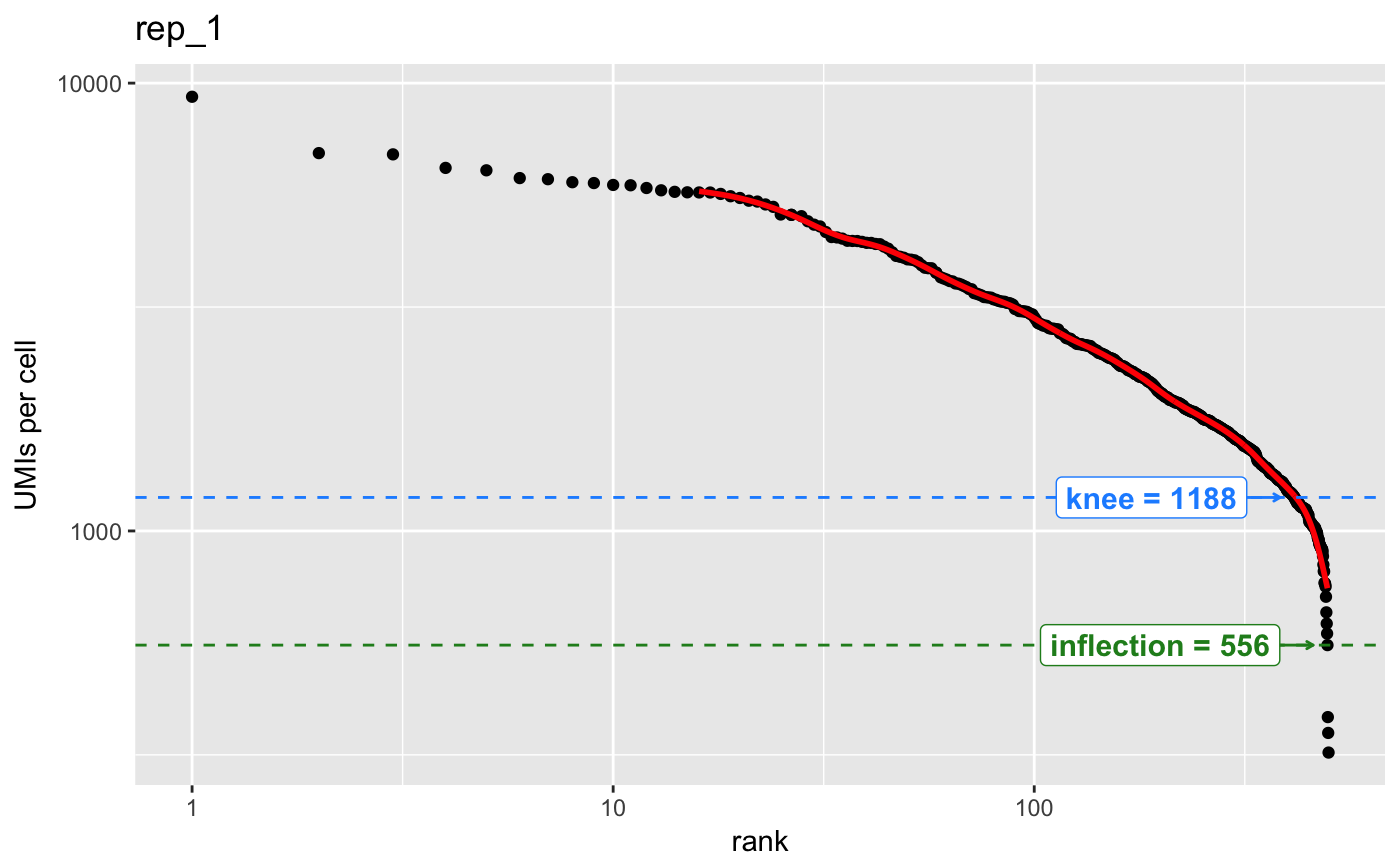 rep_1
10000
1000
UMIs per cell
knee = 1188
inflection = 556
1
10
100
rank